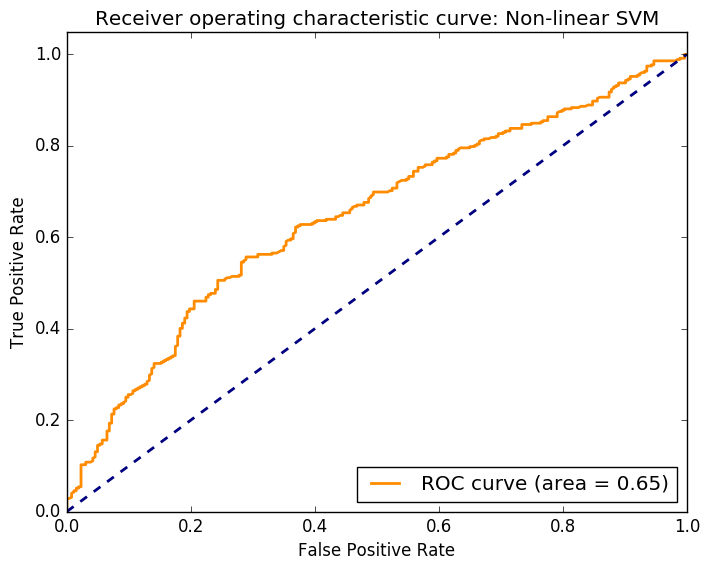 Receiver operating characteristic curve: Non-linear SVM
1.0
0.8
0.6
0.4
0.2
0.0
True Positive Rate
ROC curve (area = 0.65)
0.0 0.2 0.4 0.6 0.8 1.0
False Positive Rate